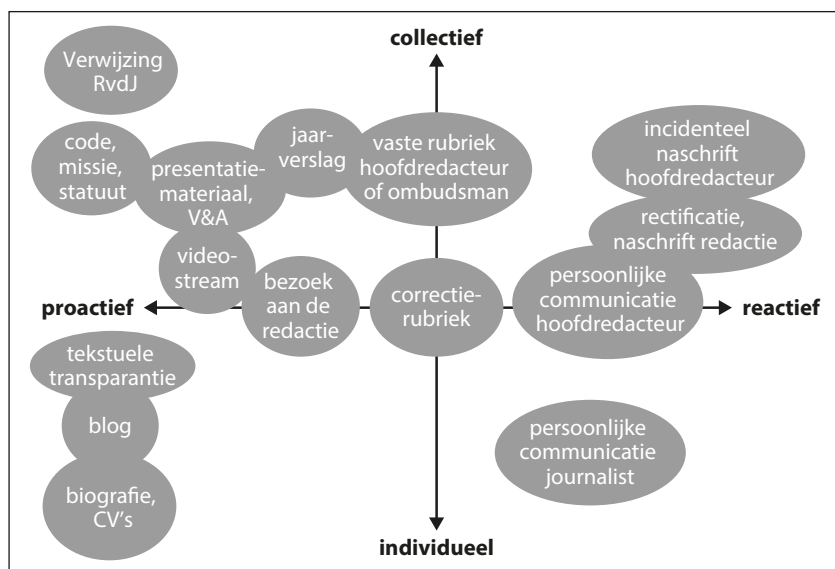 collectief
Verwijzing
RvdJ
code,
missie,
statuut
presentatie-
materiaal,
V&A
jaar-
verslag
vaste rubriek
hoofdredacteur
of ombudsman
incidenteel
naschrift
hoofdredacteur
rectificatie,
naschrift redactie
video-
stream
bezoek
aan de
redactie
correctie-
rubriek
persoonlijke
communicatie
hoofdredacteur
proactief
reactief
tekstuele
transparantie
blog
biografie,
CV's
persoonlijke
communicatie
journalist
individueel